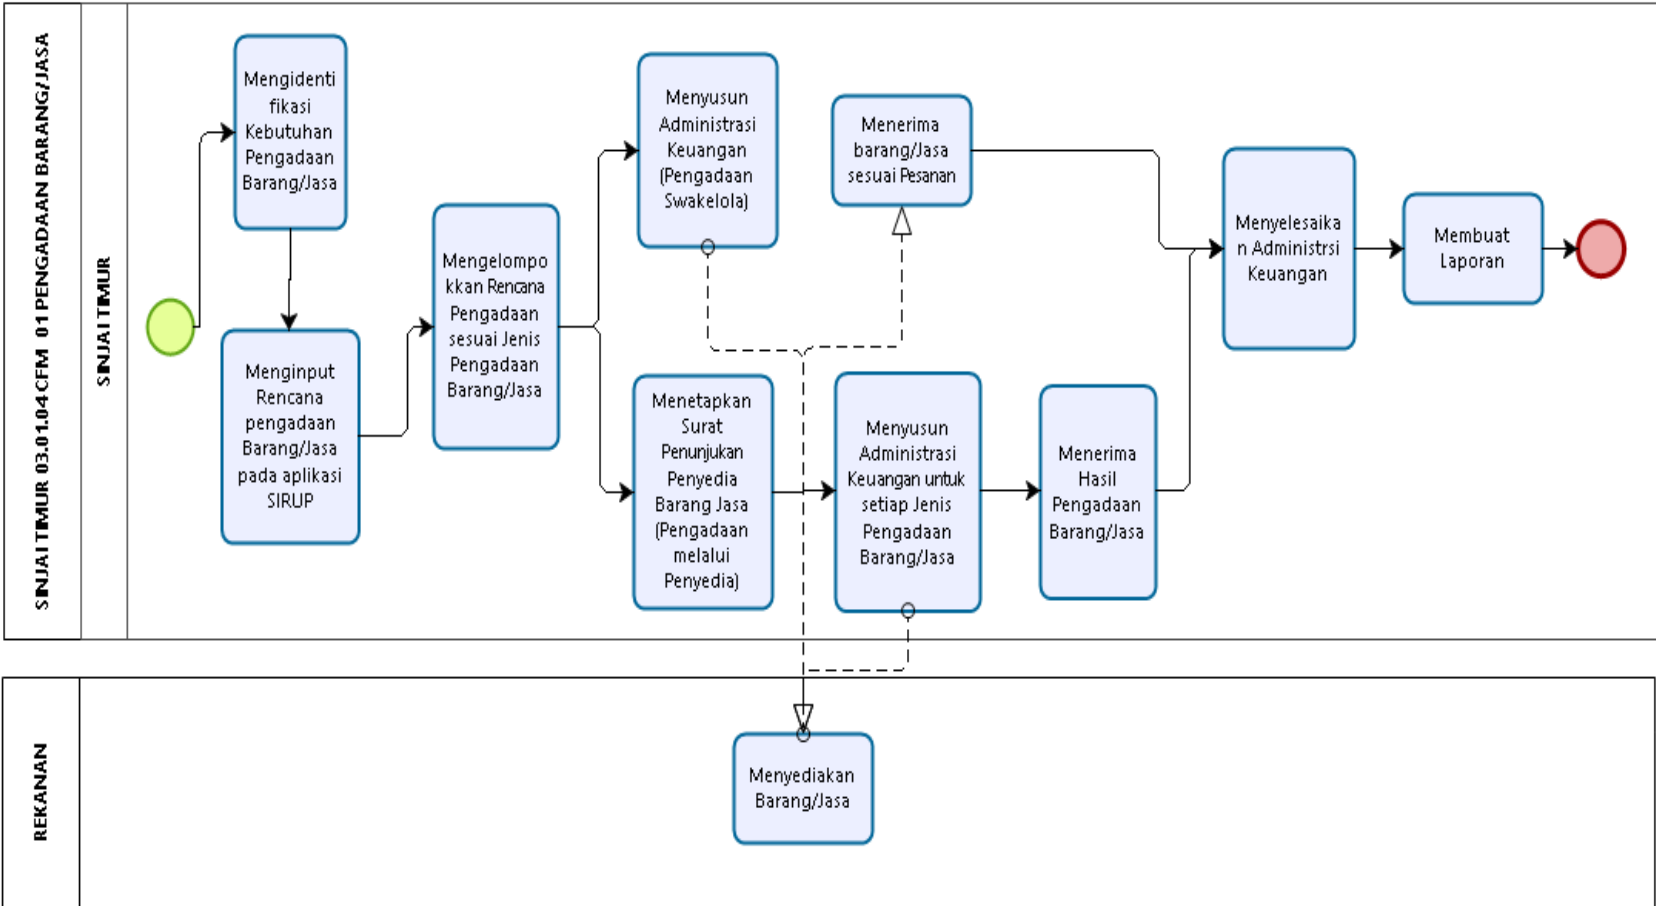 SINJAI TIMUR 03.01.04 CFM  01 PENGADAAN BARANG/JASA
SINJAI TIMUR
Mengidenti
fikasi
Kebutuhan
Pengadaan
Barang/Jasa
Menginput
Rencana
pengadaan
Barang/Jasa
pada aplikasi
SIRUP
Mengelompo
kkan Rencana
Pengadaan
sesuai Jenis
Pengadaan
Barang/Jasa
Menyusun
Administrasi
Keuangan
(Pengadaan
Swakelola)
Menetapkan
Surat
Penunjukan
Penyedia
Barang Jasa
(Pengadaan
melalui
Penyedia)
Menerima
barang/Jasa
sesuai Pesanan
Menyusun
Administrasi
Keuangan untuk
setiap Jenis
Pengadaan
Barang/Jasa
Menerima
Hasil
Pengadaan
Barang/Jasa
Menyelesaika
n Administrsi
Keuangan
Membuat
Laporan
REKANAN
Menyediakan
Barang/Jasa